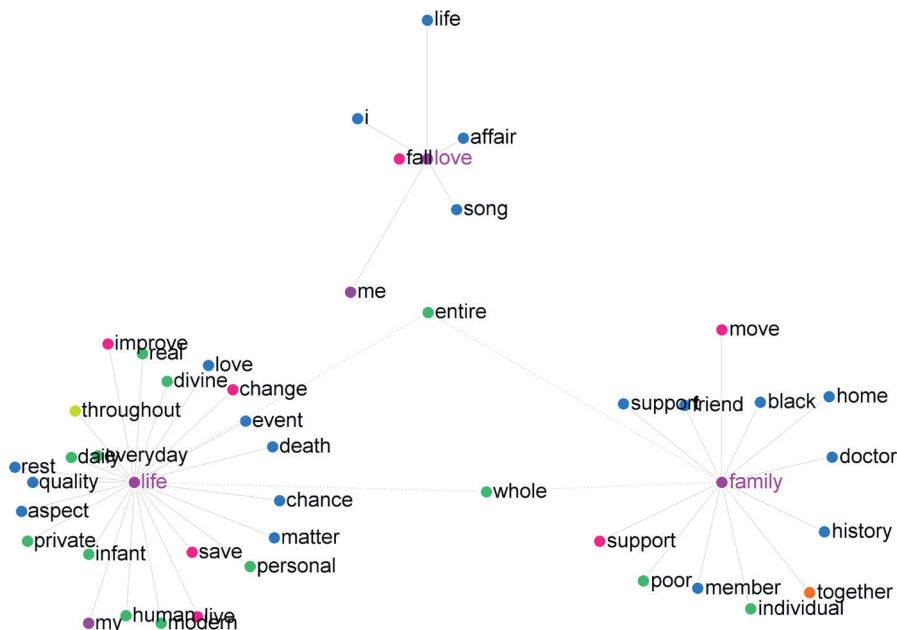 life
i
affair
fall
love
song
me
entire
improve
real
love
divine
change
throughout
event
death
everyday
daily
rest
quality
life
aspect
chance
private
matter
infant
save
personal
human
live
my
modern
whole
move
support
friend
black
home
doctor
family
history
support
poor
member
together
individual